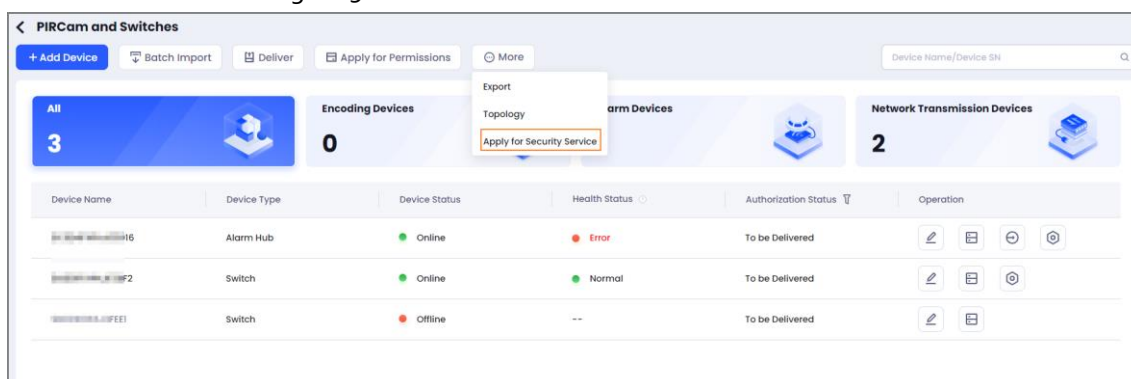 PIRCam and Switches
+ Add Device Batch Import Deliver Apply for Permissions More Device Name/Device SN
Export
Topology
Apply for Security Service
All Encoding Devices arm Devices Network Transmission Devices
3 0 2
Device Name Device Type Device Status Health Status Authorization Status Operation
16 Alarm Hub Online Error To be Delivered
F2 Switch Online Normal To be Delivered
FEE1 Switch Offline -- To be Delivered